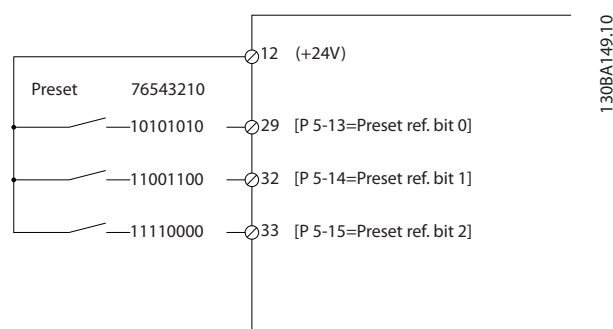 12 (+24V)
Preset 76543210
10101010 29 [P 5-13=Preset ref. bit 0]
11001100 32 [P 5-14=Preset ref. bit 1]
11110000 33 [P 5-15=Preset ref. bit 2]
130BA149.10